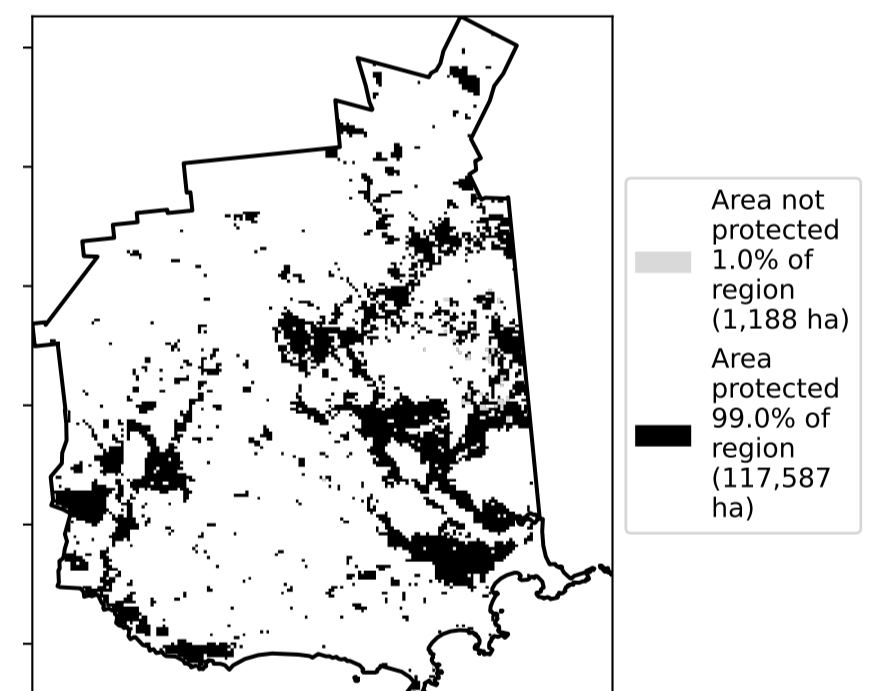 Area not
protected
1.0% of
region
(1,188 ha)
Area
protected
99.0% of
region
(117,587
ha)